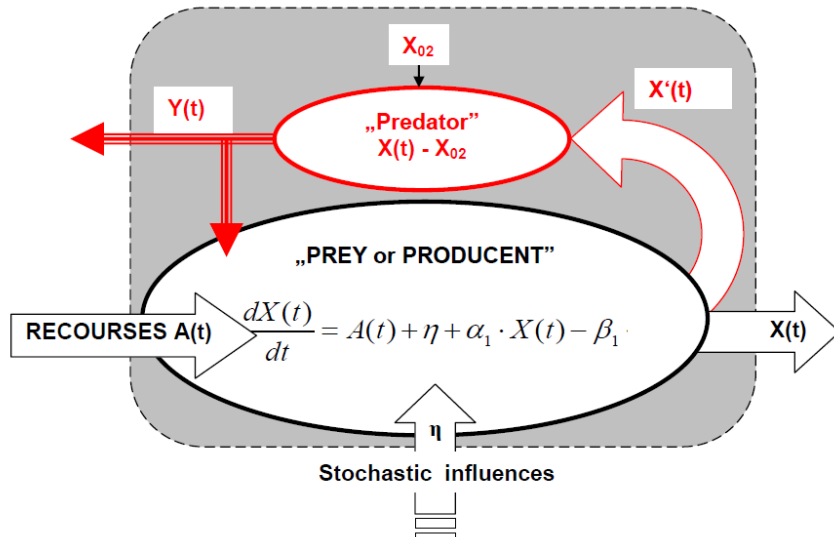 X₀₂
Y(t)
X‘(t)
„Predator”
X(t) - X₀₂
„PREY or PRODUCENT”
RECOURSES A(t)
dX(t)/dt = A(t) + η + α₁ · X(t) − β₁ ·
X(t)
η
Stochastic influences